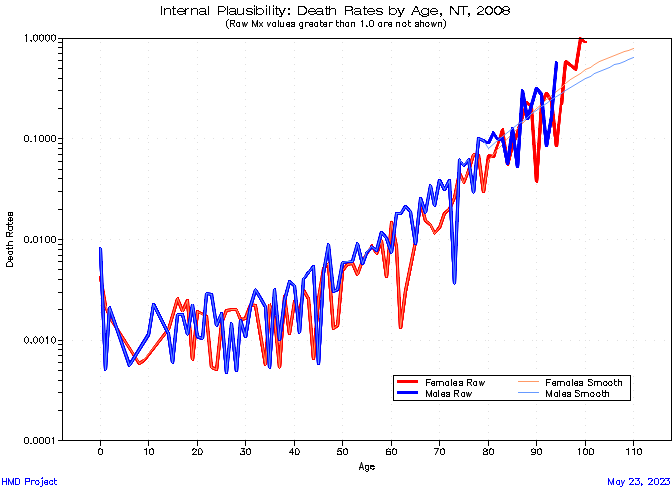 Internal Plausibility: Death Rates by Age, NT, 2008
(Raw Mx values greater than 1.0 are not shown)
1.0000
0.1000
0.0100
0.0010
0.0001
Death Rates
0 10 20 30 40 50 60 70 80 90 100 110
Age
Females Raw Females Smooth
Males Raw Males Smooth
HMD Project May 23, 2023